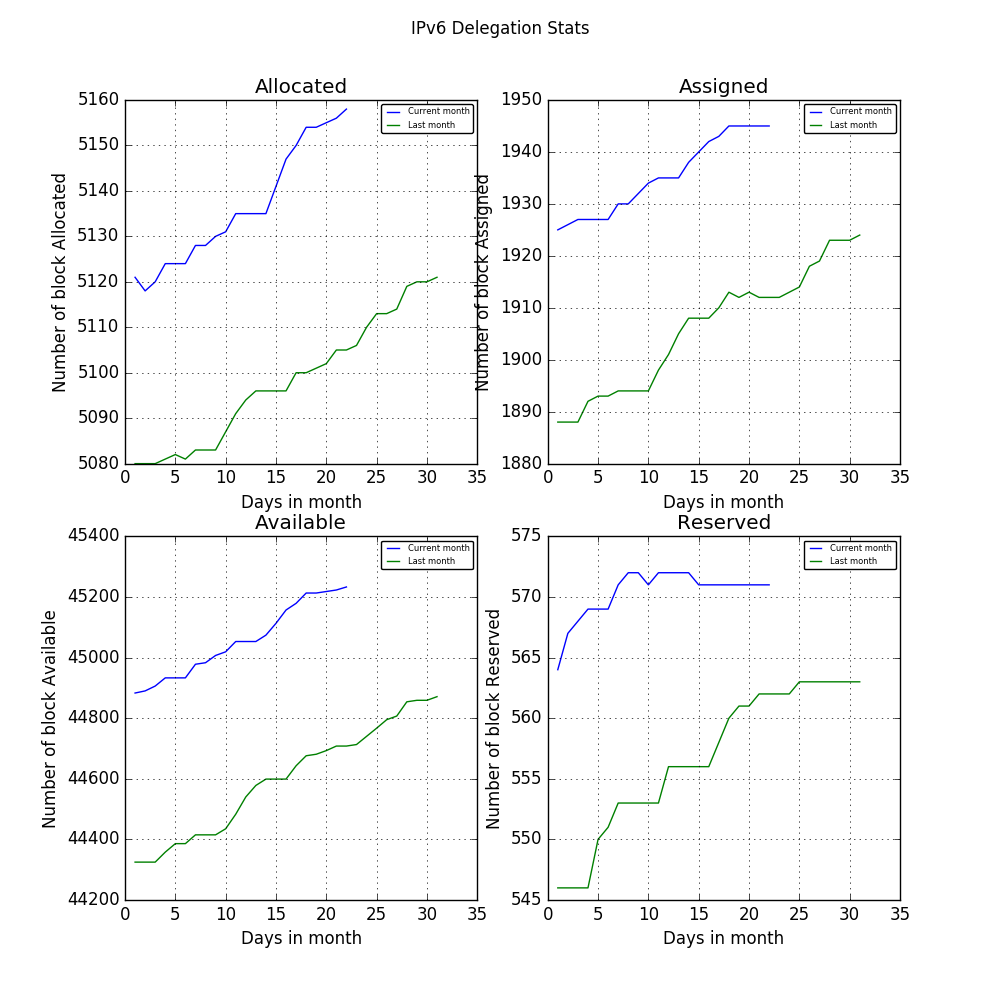 IPv6 Delegation Stats
Allocated
Number of block Allocated
5160
5150
5140
5130
5120
5110
5100
5090
5080
0 5 10 15 20 25 30 35
Days in month
Current month
Last month
Assigned
Number of block Assigned
1950
1940
1930
1920
1910
1900
1890
1880
0 5 10 15 20 25 30 35
Days in month
Current month
Last month
Available
Number of block Available
45400
45200
45000
44800
44600
44400
44200
0 5 10 15 20 25 30 35
Days in month
Current month
Last month
Reserved
Number of block Reserved
575
570
565
560
555
550
545
0 5 10 15 20 25 30 35
Days in month
Current month
Last month